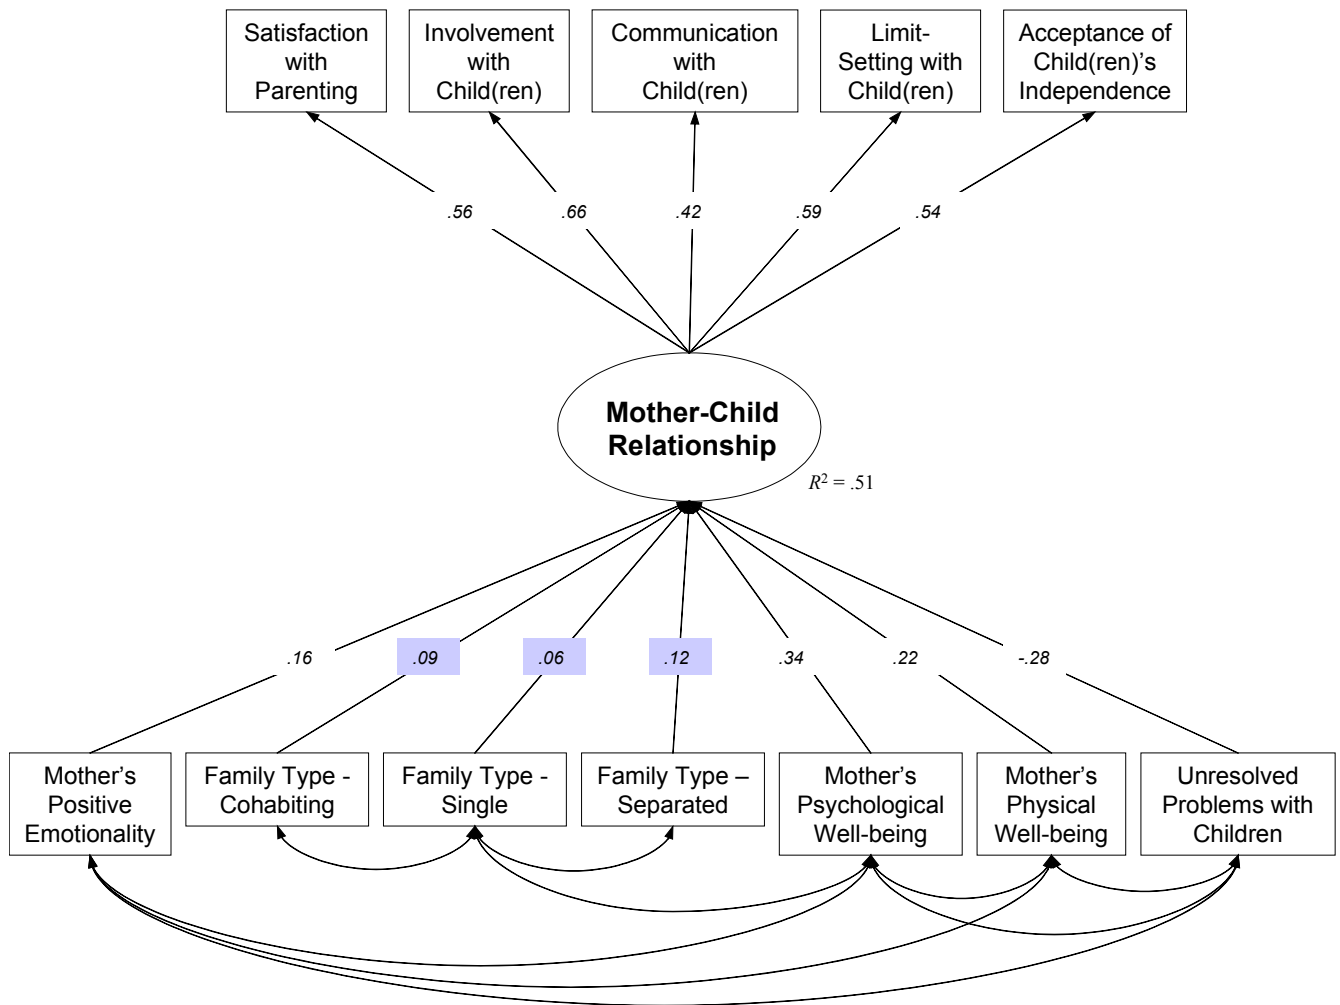 Satisfaction
with
Parenting
Involvement
with
Child(ren)
Communication
with
Child(ren)
Limit-
Setting with
Child(ren)
Acceptance of
Child(ren)'s
Independence
.56
.66
.42
.59
.54
Mother-Child
Relationship
R² = .51
.16
.09
.06
.12
.34
.22
-.28
Mother's
Positive
Emotionality
Family Type -
Cohabiting
Family Type -
Single
Family Type –
Separated
Mother's
Psychological
Well-being
Mother's
Physical
Well-being
Unresolved
Problems with
Children